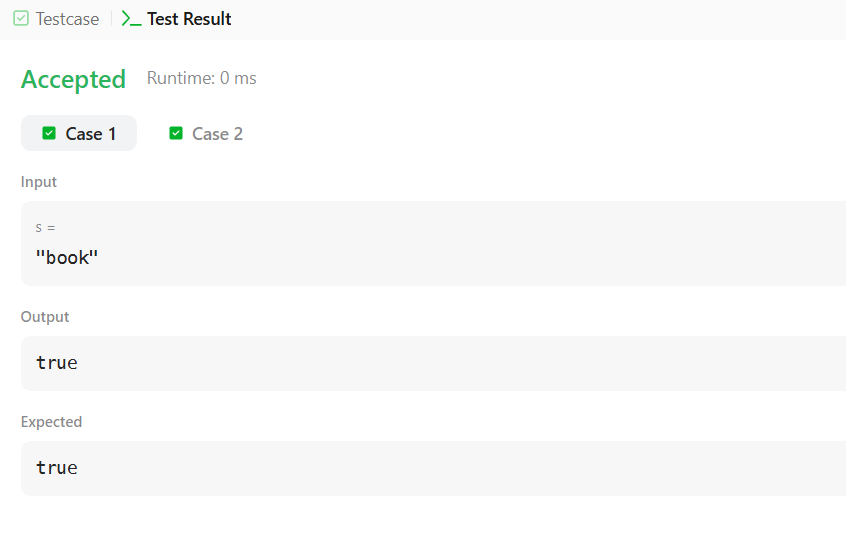 Testcase
Test Result
Accepted Runtime: 0 ms
Case 1 Case 2
Input
s =
"book"
Output
true
Expected
true